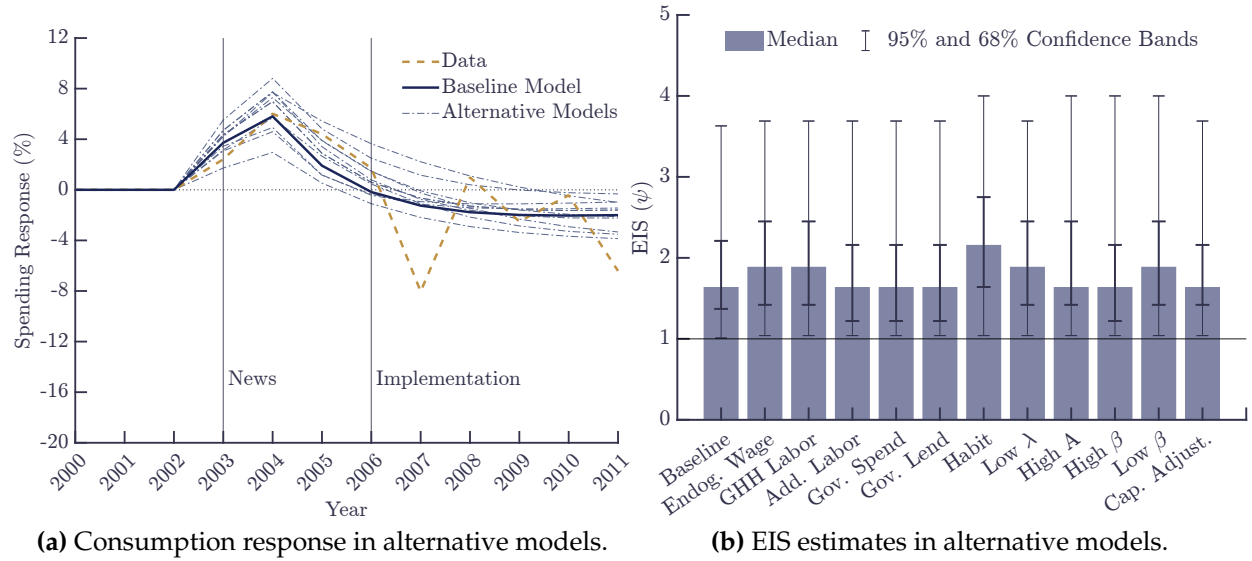 12
8
4
0
-4
-8
-12
-16
-20
Spending Response (%)
Data
Baseline Model
Alternative Models
News
Implementation
2000
2001
2002
2003
2004
2005
2006
2007
2008
2009
2010
2011
Year
(a) Consumption response in alternative models.
5
4
3
2
1
0
EIS (ψ)
Median
95% and 68% Confidence Bands
Baseline
Endog. Wage
GHH Labor
Add. Labor
Gov. Spend
Gov. Lend
Habit
Low λ
High A
High β
Low β
Cap. Adjust.
(b) EIS estimates in alternative models.